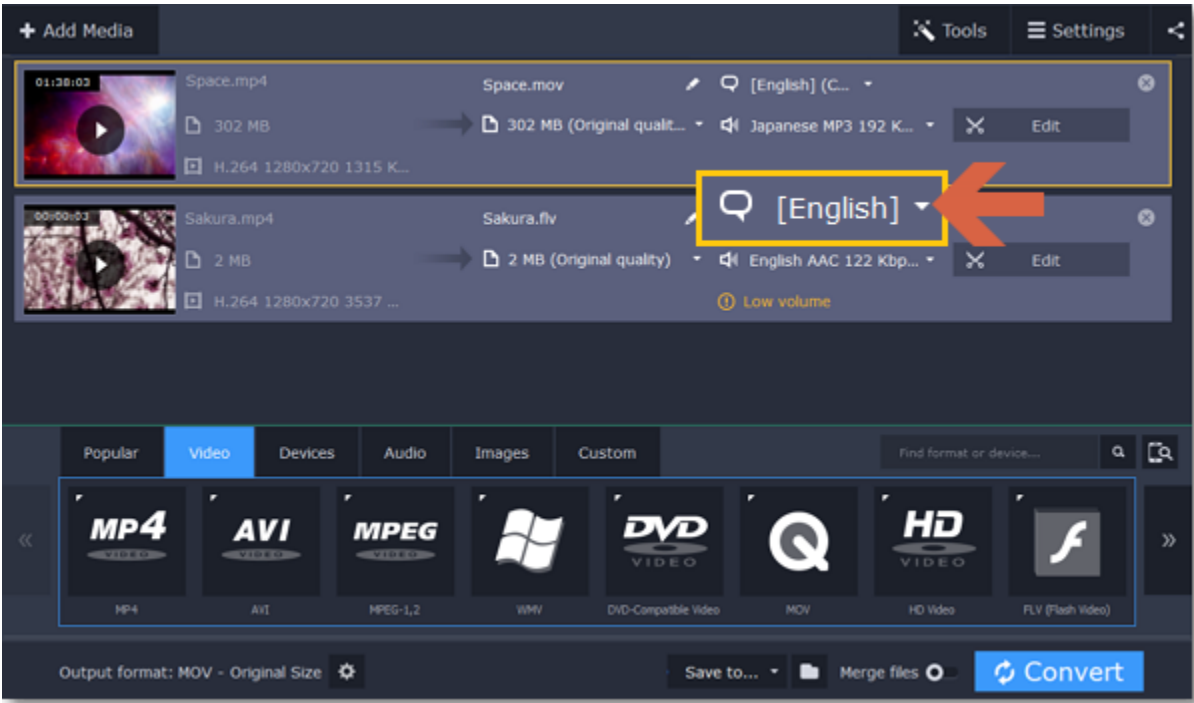 Add Media
Tools
Settings
01:38:03
Space.mp4
302 MB
H.264 1280x720 1315 K...
Space.mov
302 MB (Original qualit...
[English] (C...
Japanese MP3 192 K...
Edit
[English]
00:00:03
Sakura.mp4
2 MB
H.264 1280x720 3537 ...
Sakura.flv
2 MB (Original quality)
English AAC 122 Kbp...
Low volume
Edit
Popular
Video
Devices
Audio
Images
Custom
Find format or device....
MP4
VIDEO
AVI
VIDEO
MPEG
VIDEO
DVD
VIDEO
HD
VIDEO
MP4
AVI
MPEG-1,2
WMV
DVD-Compatible Video
MOV
HD Video
FLV (Flash Video)
Output format: MOV - Original Size
Save to...
Merge files
Convert